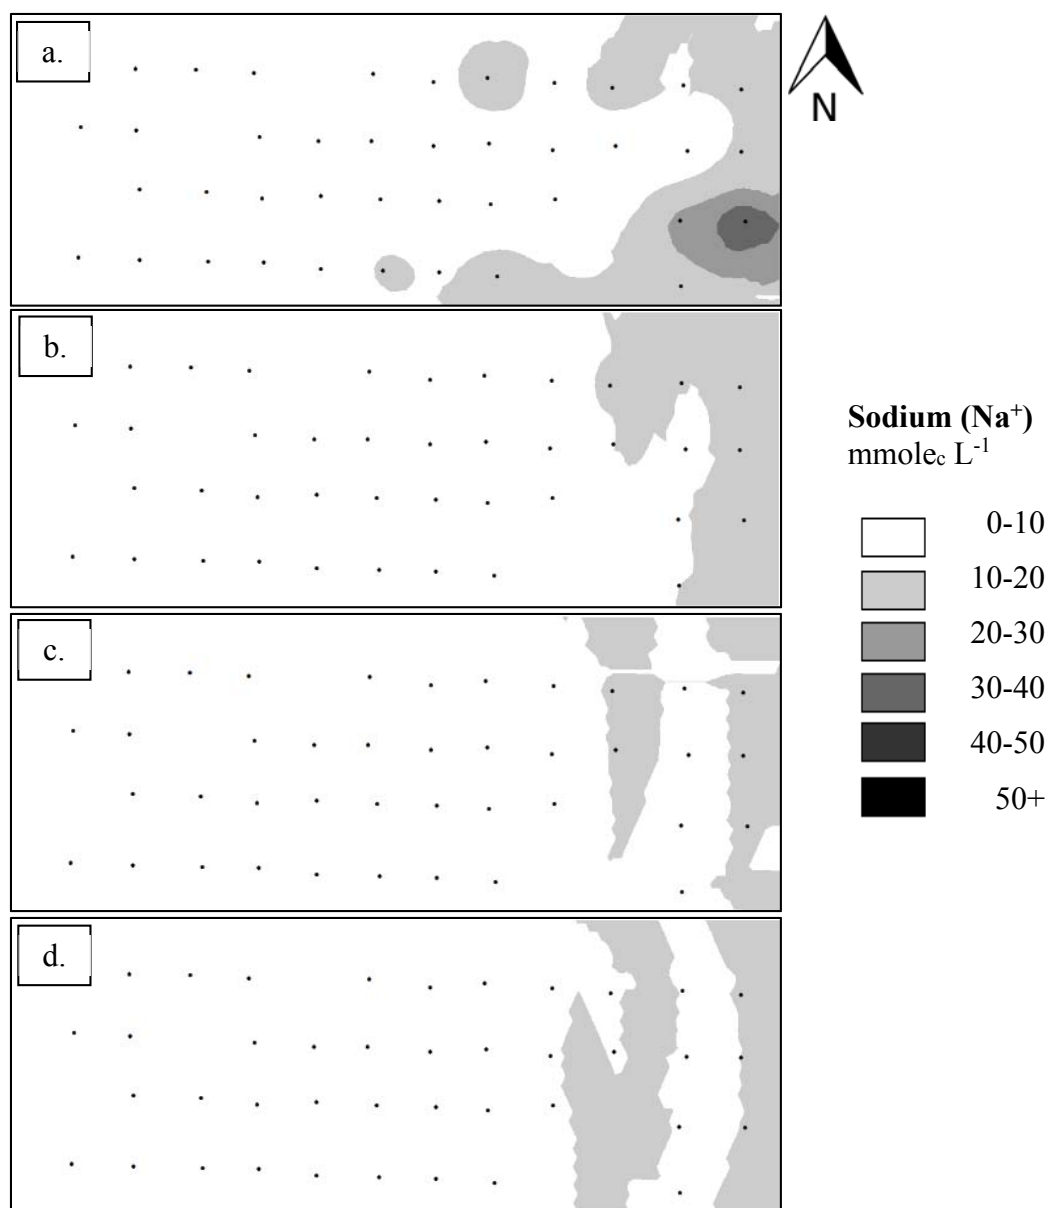 a.
N
b.
Sodium (Na⁺)
mmolec L⁻¹
0-10
10-20
20-30
30-40
40-50
50+
c.
d.